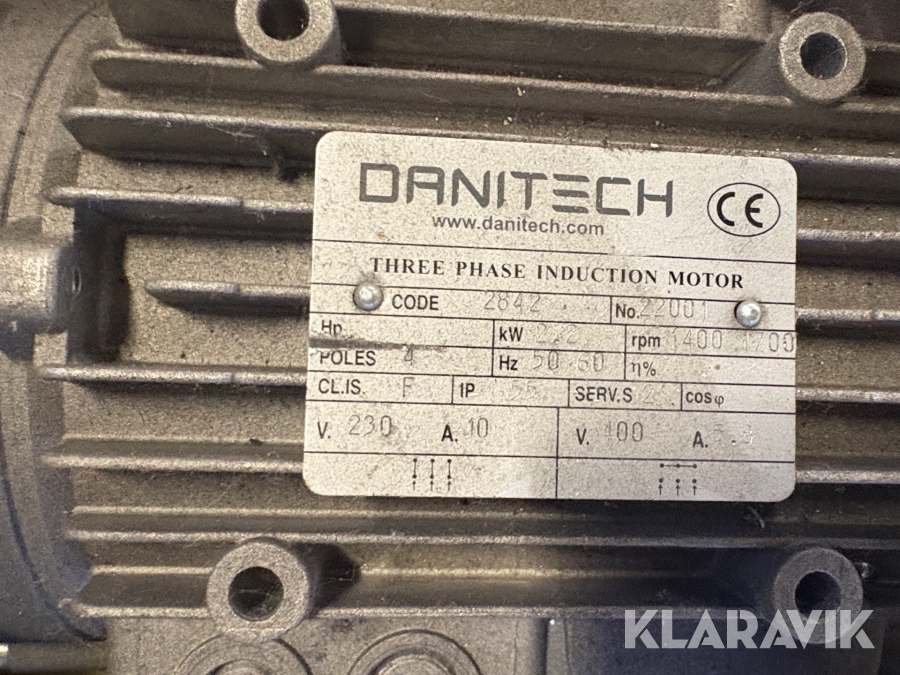 DANITECH
www.danitech.com
CE
THREE PHASE INDUCTION MOTOR
CODE 2842 No. 22001
Hp kW 2.2 rpm 1400 1700
POLES 4 Hz 50 60 η%
CL.IS. F IP 55 SERV.S cosφ
V. 230 A. 10 V. 400 A.
KLARAVIK